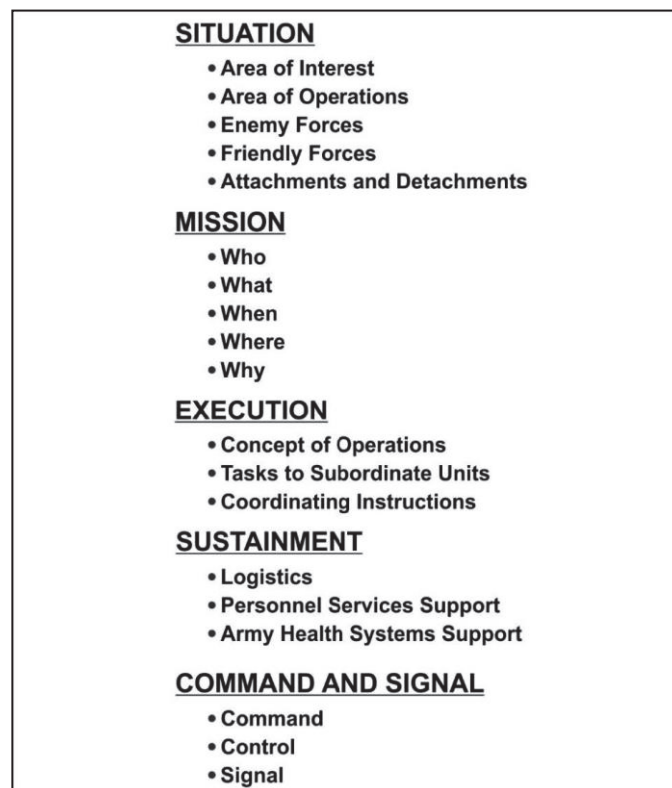 SITUATION
• Area of Interest
• Area of Operations
• Enemy Forces
• Friendly Forces
• Attachments and Detachments
MISSION
• Who
• What
• When
• Where
• Why
EXECUTION
• Concept of Operations
• Tasks to Subordinate Units
• Coordinating Instructions
SUSTAINMENT
• Logistics
• Personnel Services Support
• Army Health Systems Support
COMMAND AND SIGNAL
• Command
• Control
• Signal